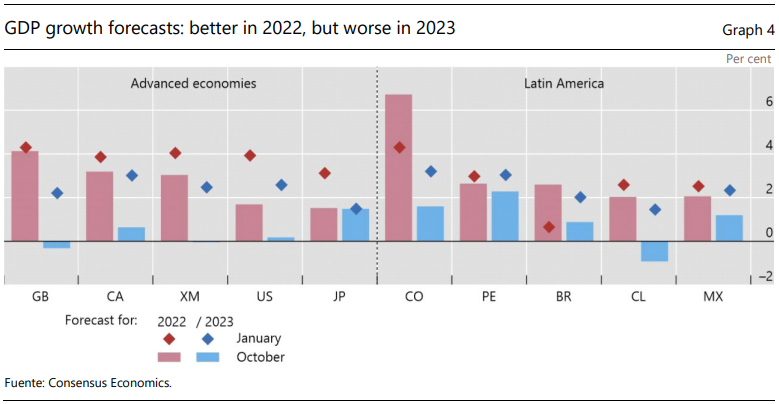 GDP growth forecasts: better in 2022, but worse in 2023
Graph 4
Per cent
Advanced economies
Latin America
6
4
2
0
–2
GB CA XM US JP CO PE BR CL MX
Forecast for: 2022 / 2023
January
October
Fuente: Consensus Economics.